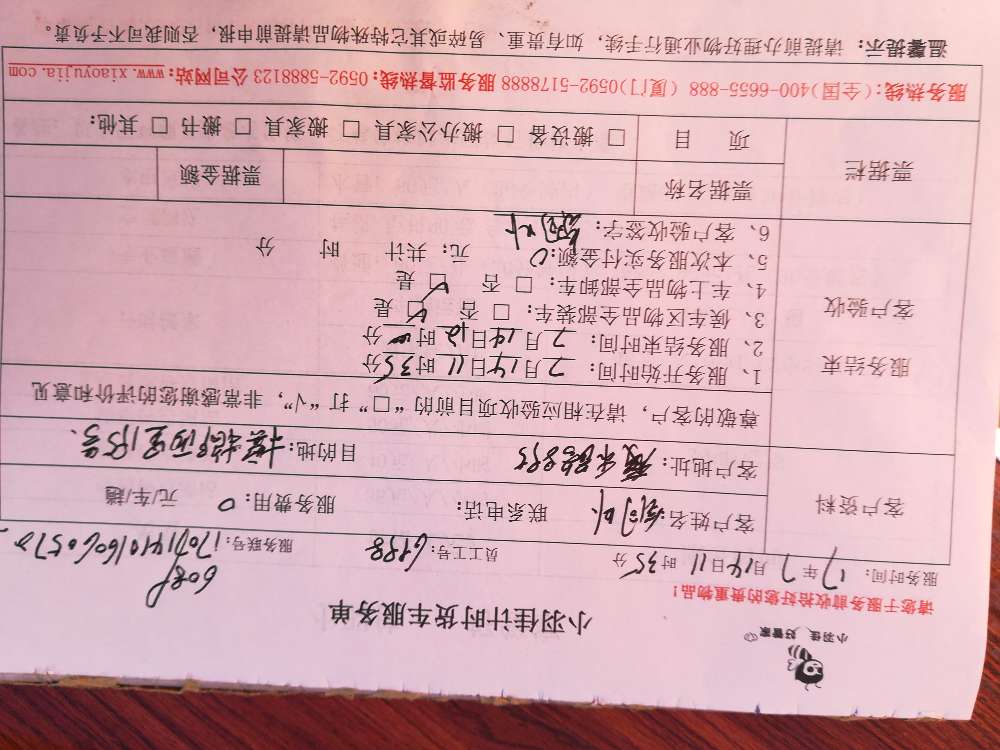 小羽佳 好管家
小羽佳计时货车服务单
请您于服务前收拾好您的贵重物品！
服务时间：17年7月14日11时35分 员工号：6188 服务联号：
客户资料
客户姓名： 联系电话： 服务费用：0 元/车/趟
客户地址： 目的地：
尊敬的客户，请在相应验收项目前的“□”打“√”，非常感谢您的评价和意见
服务结束
客户验收
1、服务开始时间：7月14日11时35分
2、服务结束时间：7月14日12时分
3、候车区物品全部装：□ 否 □ 是
4、车上物品全部卸车：□ 否 □ 是
5、本次服务实付金额：0 元；共计 时 分
6、客户验收签字：
票据栏
票据名称 票据金额
项 目 □ 搬设备 □ 搬办公家具 □ 搬家具 □ 搬书 □ 其他：
服务热线：(全国)400-6655-888 (厦门)0592-5178888 服务监督热线：0592-5888123 公司网站：www.xiaoyujia.com
温馨提示：请提前办理好物业通行手续，如有贵重、易碎或其它特殊物品请提前申报，否则我司不予负责。